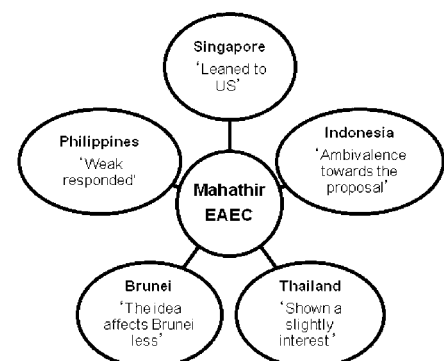 Singapore
‘Leaned to
US’
Philippines
‘Weak
responded’
Indonesia
‘Ambivalence
towards the
proposal’
Mahathir
EAEC
Brunei
‘The idea
affects Brunei
less’
Thailand
‘Shown a
slightly
interest’